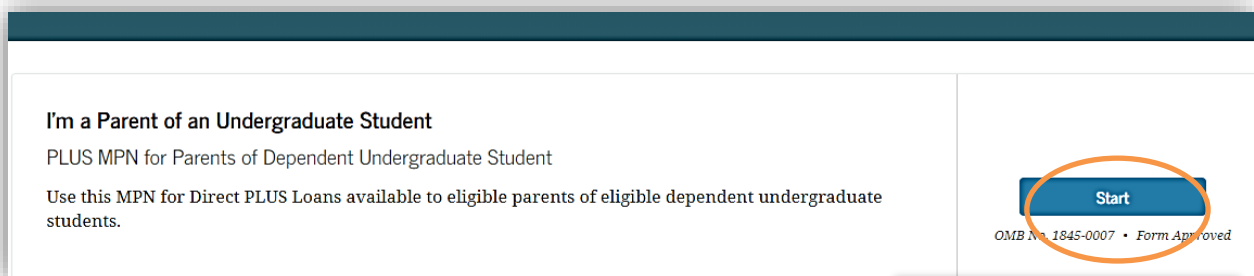 I'm a Parent of an Undergraduate Student
PLUS MPN for Parents of Dependent Undergraduate Student
Use this MPN for Direct PLUS Loans available to eligible parents of eligible dependent undergraduate
students.
Start
OMB No. 1845-0007 • Form Approved